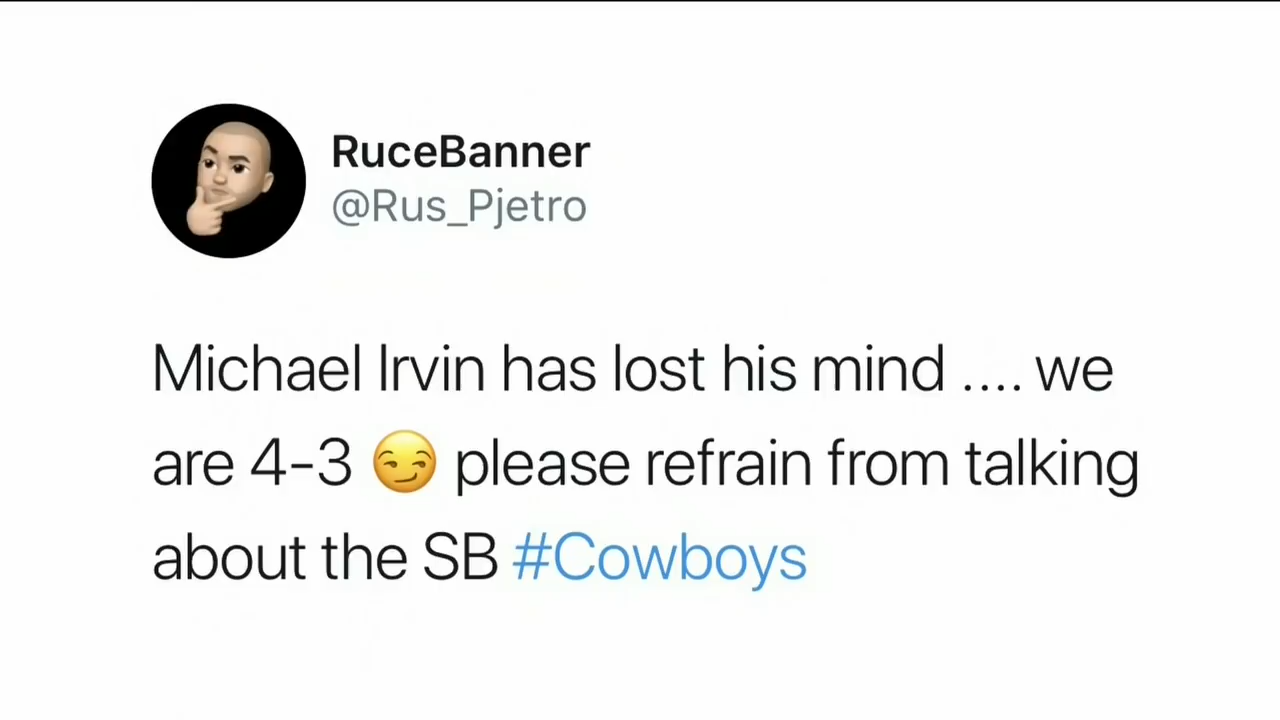 RuceBanner
@Rus_Pjetro
Michael Irvin has lost his mind .... we
are 4-3 😏 please refrain from talking
about the SB #Cowboys